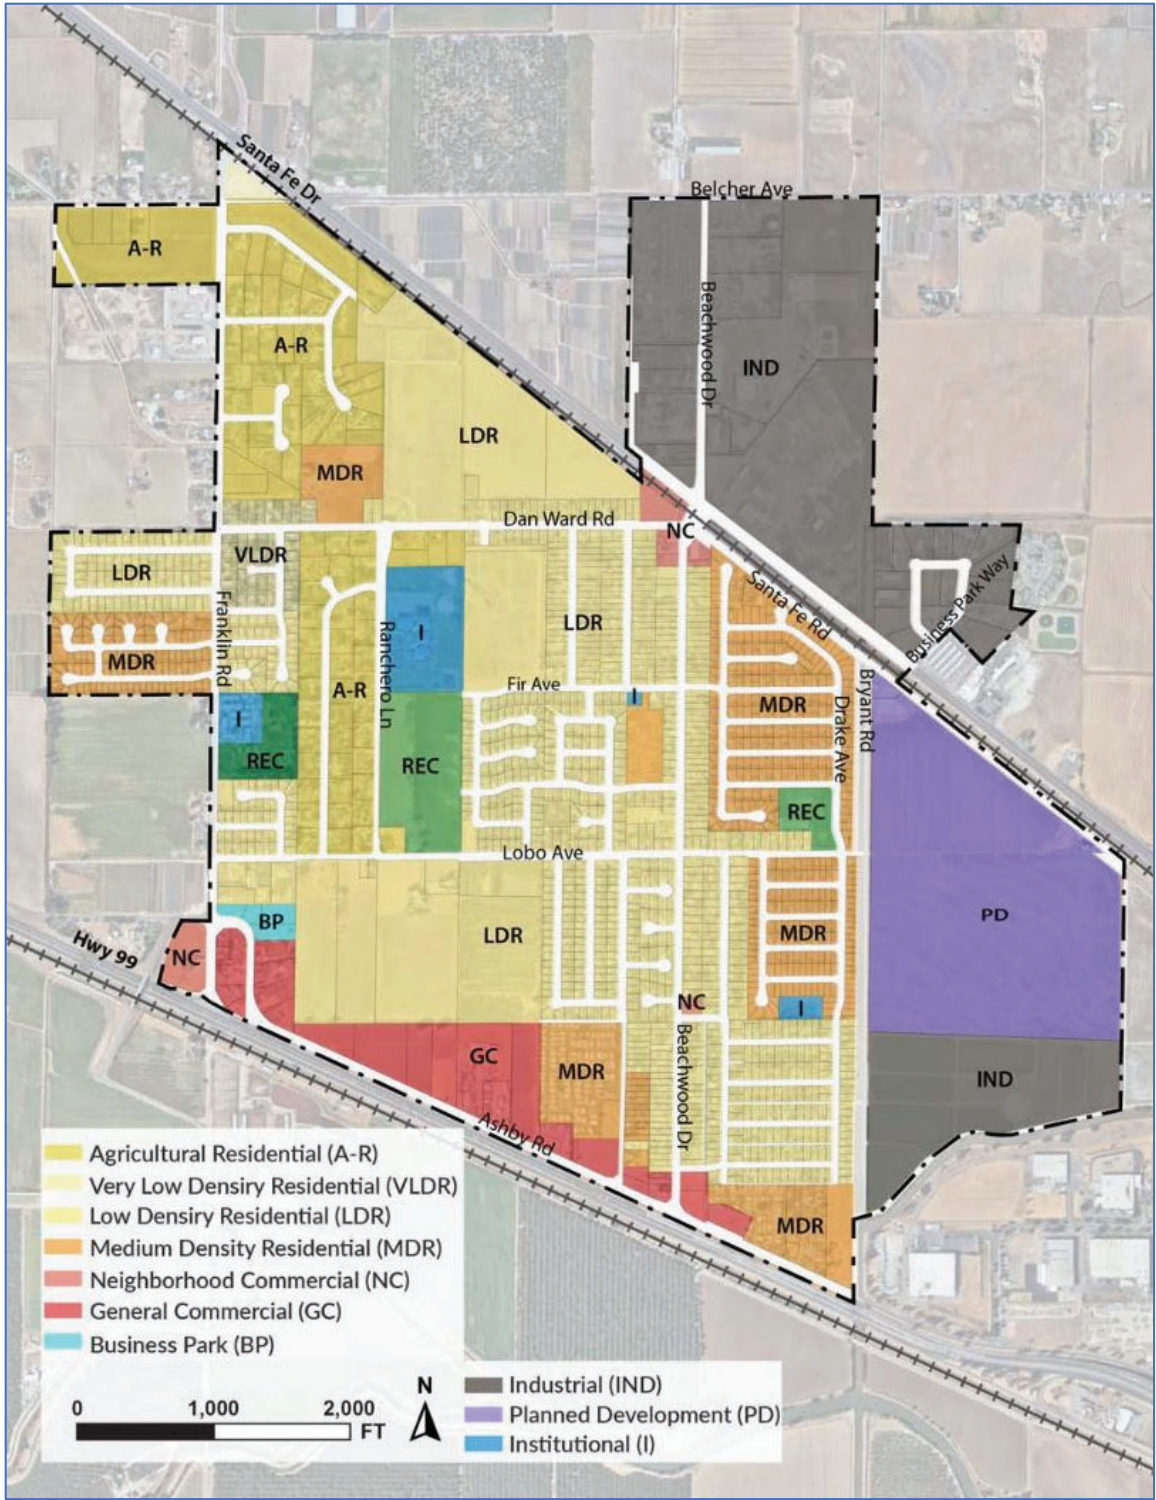 Santa Fe Dr
Belcher Ave
A-R
Beachwood Dr
A-R
IND
LDR
MDR
Dan Ward Rd
NC
VLDR
LDR
Business Park Way
Santa Fe Rd
Franklin Rd
I
LDR
Ranchero Ln
MDR
A-R
Fir Ave
I
Bryant Rd
Drake Ave
MDR
I
REC
REC
REC
Lobo Ave
BP
LDR
PD
MDR
Hwy 99
NC
NC
I
GC
Beachwood Dr
MDR
IND
Ashby Rd
MDR
Agricultural Residential (A-R)
Very Low Densiry Residential (VLDR)
Low Densiry Residential (LDR)
Medium Density Residential (MDR)
Neighborhood Commercial (NC)
General Commercial (GC)
Business Park (BP)
Industrial (IND)
Planned Development (PD)
Institutional (I)
0 1,000 2,000
FT
N